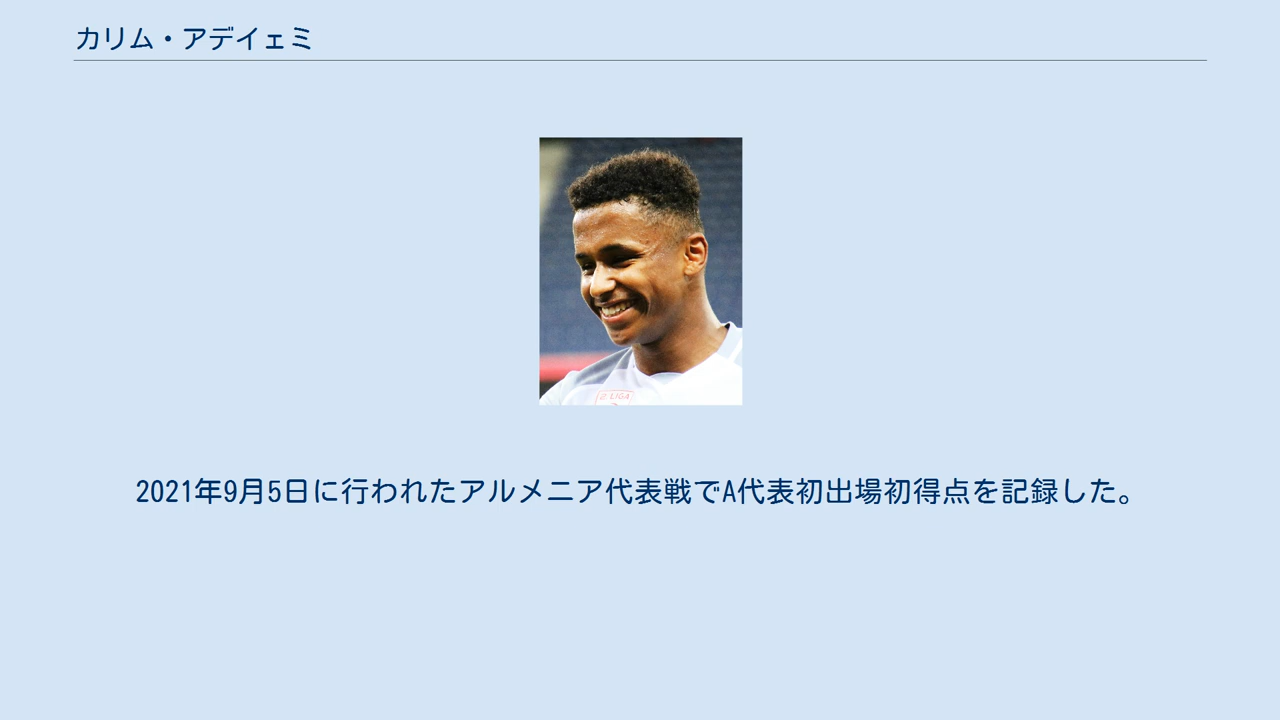 カリム・アデイェミ
2021年9月5日に行われたアルメニア代表戦でA代表初出場初得点を記録した。